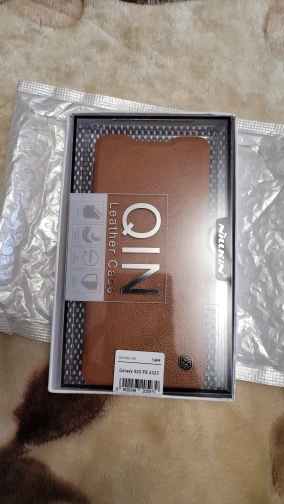 QIN
Leather Case
NILLKIN
Galaxy S20 FE 2022